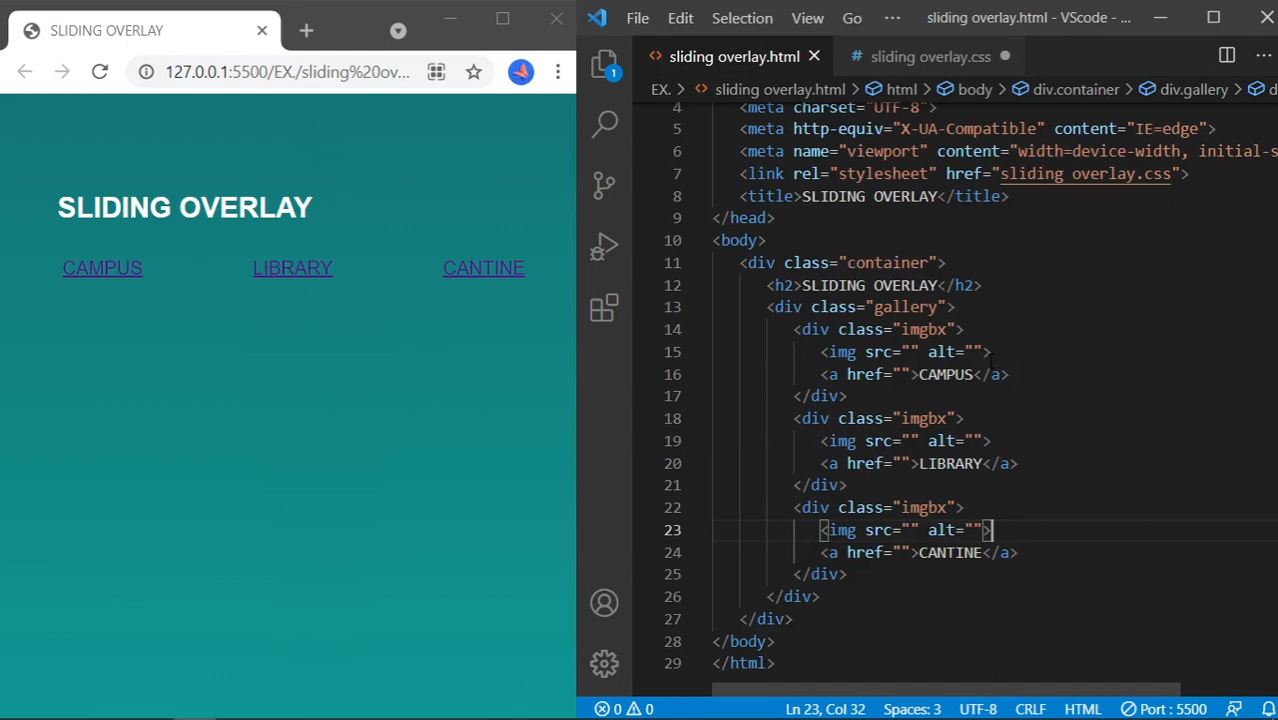 SLIDING OVERLAY
127.0.0.1:5500/EX./sliding%20ov...
SLIDING OVERLAY
CAMPUS LIBRARY CANTINE
File Edit Selection View Go ··· sliding overlay.html - VScode - ...
sliding overlay.html # sliding overlay.css
1
EX. > sliding overlay.html > html > body > div.container > div.gallery > d
4 <meta charset="UTF-8">
5 <meta http-equiv="X-UA-Compatible" content="IE=edge">
6 <meta name="viewport" content="width=device-width, initial-s
7 <link rel="stylesheet" href="sliding overlay.css">
8 <title>SLIDING OVERLAY</title>
9 </head>
10 <body>
11 <div class="container">
12 <h2>SLIDING OVERLAY</h2>
13 <div class="gallery">
14 <div class="imgbx">
15 <img src="" alt="">
16 <a href="">CAMPUS</a>
17 </div>
18 <div class="imgbx">
19 <img src="" alt="">
20 <a href="">LIBRARY</a>
21 </div>
22 <div class="imgbx">
23 <img src="" alt="">
24 <a href="">CANTINE</a>
25 </div>
26 </div>
27 </div>
28 </body>
29 </html>
0 0 Ln 23, Col 32 Spaces: 3 UTF-8 CRLF HTML Port : 5500